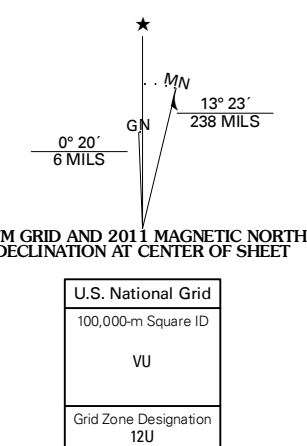 ★
MN
GN
13° 23´
238 MILS
0° 20´
6 MILS
M GRID AND 2011 MAGNETIC NORTH
DECLINATION AT CENTER OF SHEET
U.S. National Grid
100,000-m Square ID
VU
Grid Zone Designation
12U